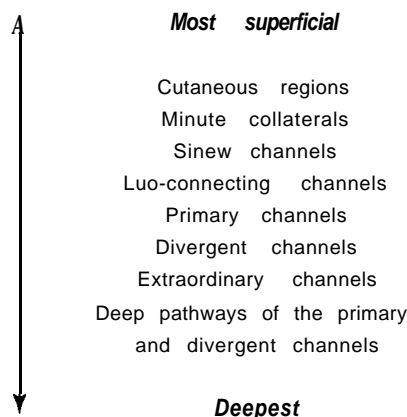 A
Most superficial
Cutaneous regions
Minute collaterals
Sinew channels
Luo-connecting channels
Primary channels
Divergent channels
Extraordinary channels
Deep pathways of the primary
and divergent channels
Deepest